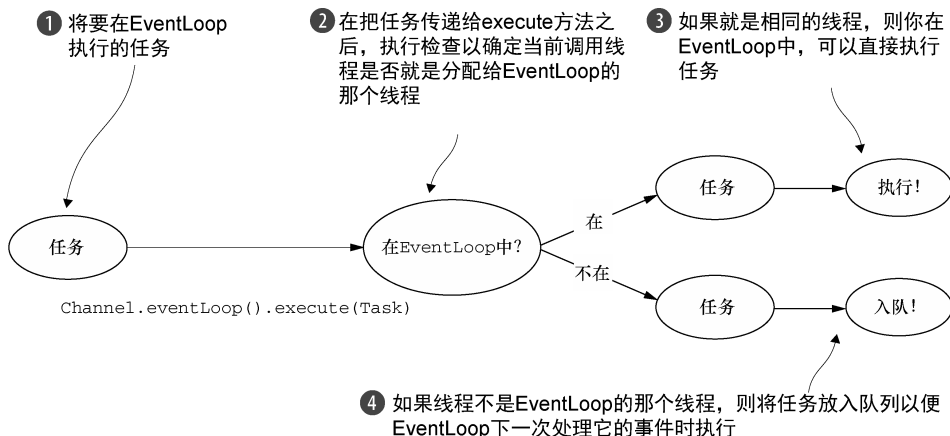 1 将要在EventLoop
执行的任务
2 在把任务传递给execute方法之
后，执行检查以确定当前调用线
程是否就是分配给EventLoop的
那个线程
3 如果就是相同的线程，则你在
EventLoop中，可以直接执行
任务
任务
Channel.eventLoop().execute(Task)
在EventLoop中?
在
任务
执行!
不在
任务
入队!
4 如果线程不是EventLoop的那个线程，则将任务放入队列以便
EventLoop下一次处理它的事件时执行